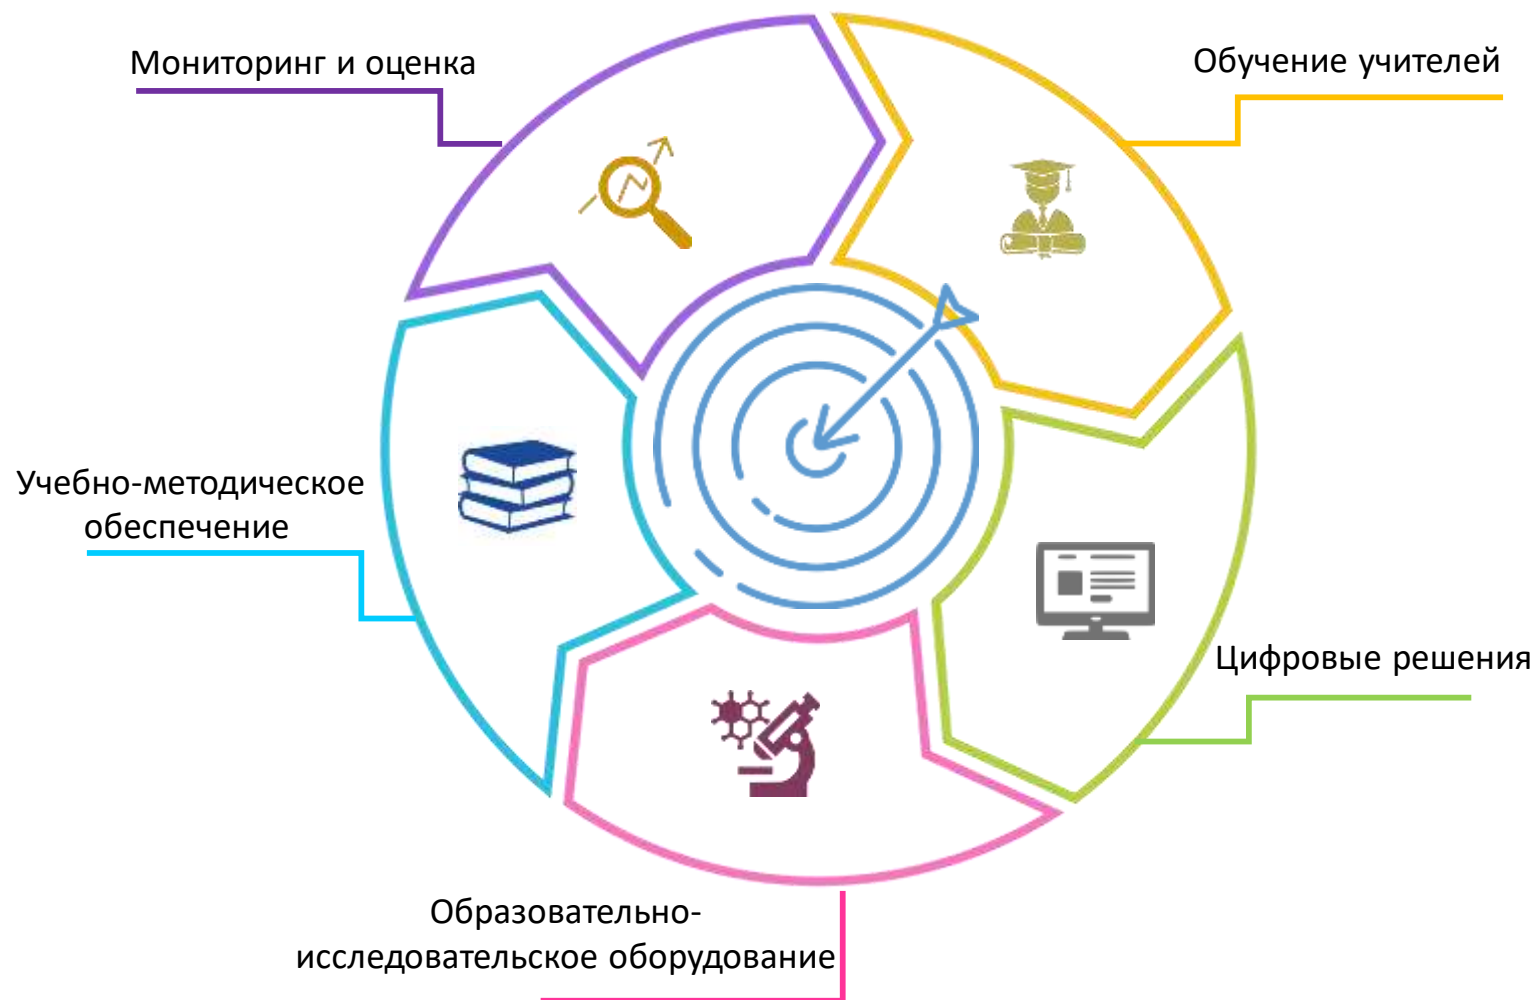 Мониторинг и оценка
Обучение учителей
Учебно-методическое
обеспечение
Цифровые решения
Образовательно-
исследовательское оборудование